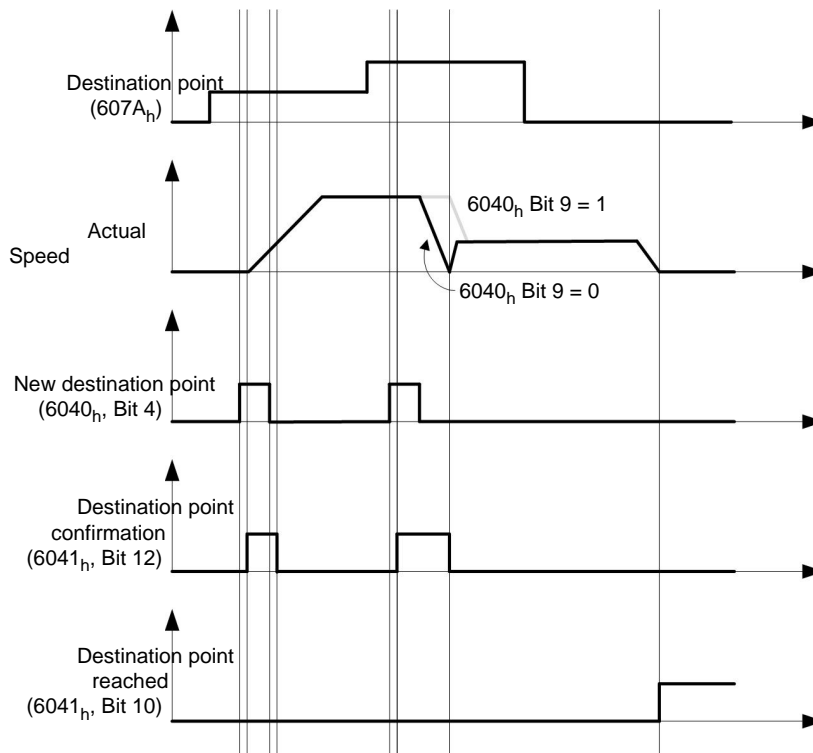 Destination point
(607Ah)
6040h Bit 9 = 1
Actual
Speed
6040h Bit 9 = 0
New destination point
(6040h, Bit 4)
Destination point
confirmation
(6041h, Bit 12)
Destination point
reached
(6041h, Bit 10)